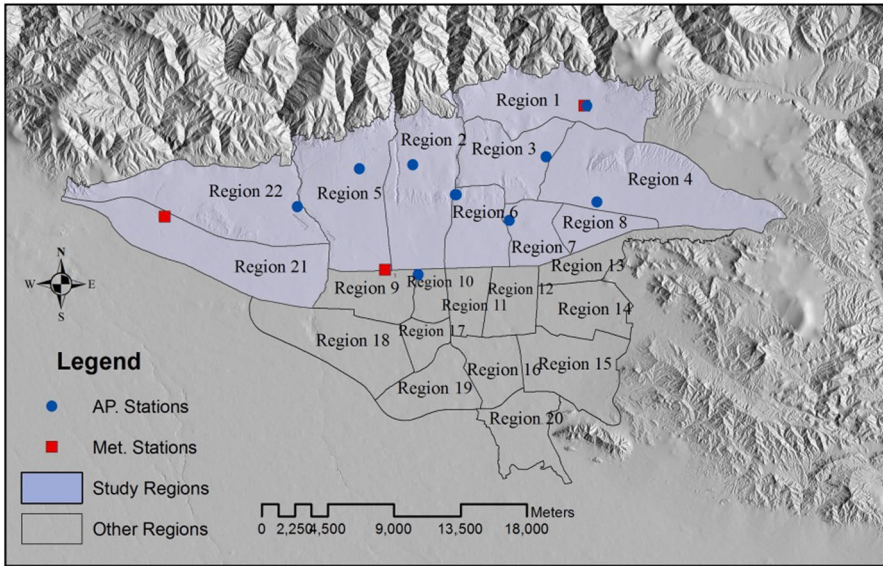 Region 1
Region 2
Region 3
Region 4
Region 22
Region 5
Region 6
Region 8
Region 7
Region 21
Region 13
Region 9
Region 10
Region 12
Region 11
Region 14
Region 17
Region 18
Region 16
Region 15
Region 19
Region 20
N
W E
S
Legend
AP. Stations
Met. Stations
Study Regions
Other Regions
Meters
0 2,250 4,500 9,000 13,500 18,000